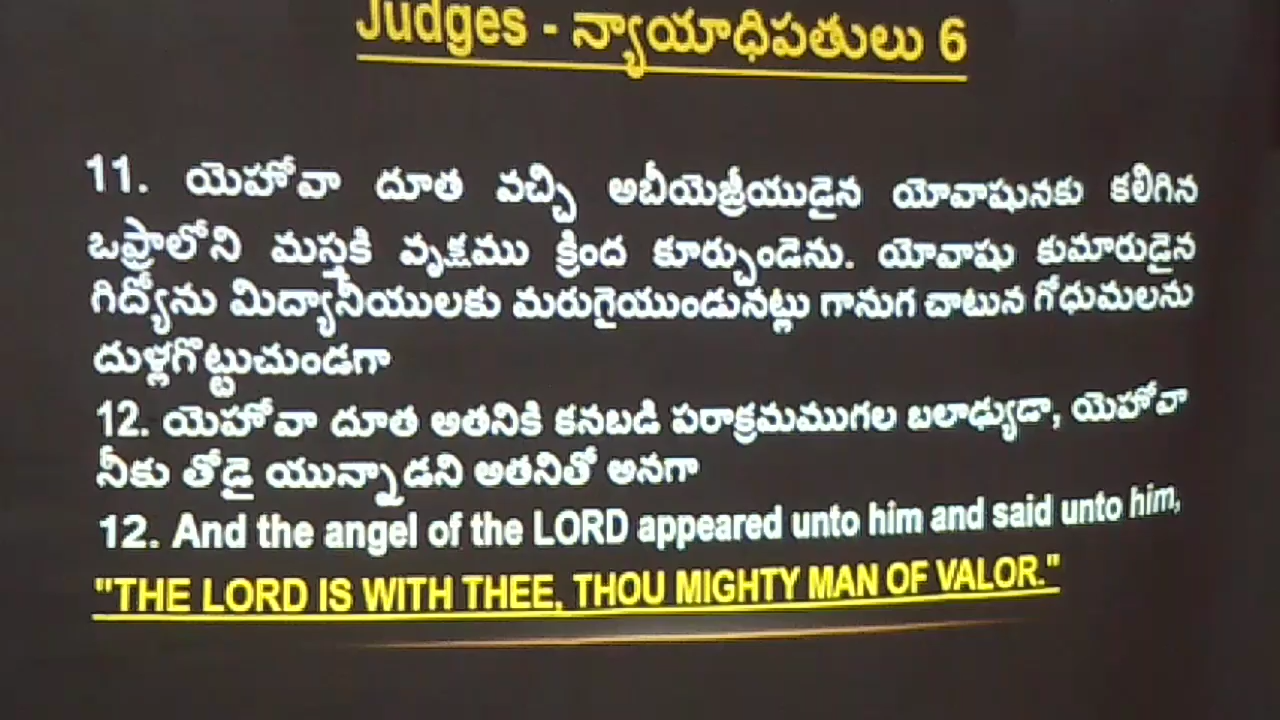 Judges - న్యాయాధిపతులు 6
11. యెహోవా దూత వచ్చి అబీయెజ్రీయుడైన యోవాషునకు కలిగిన
ఒఫ్రాలోని మస్తకి వృక్షము క్రింద కూర్చుండెను. యోవాషు కుమారుడైన
గిద్యోను మిద్యానీయులకు మరుగైయుండునట్లు గానుగ చాటున గోధుమలను
దుళ్లగొట్టుచుండగా
12. యెహోవా దూత అతనికి కనబడి పరాక్రమముగల బలాఢ్యుడా, యెహోవా
నీకు తోడై యున్నాడని అతనితో అనగా
12. And the angel of the LORD appeared unto him and said unto him,
"THE LORD IS WITH THEE, THOU MIGHTY MAN OF VALOR."